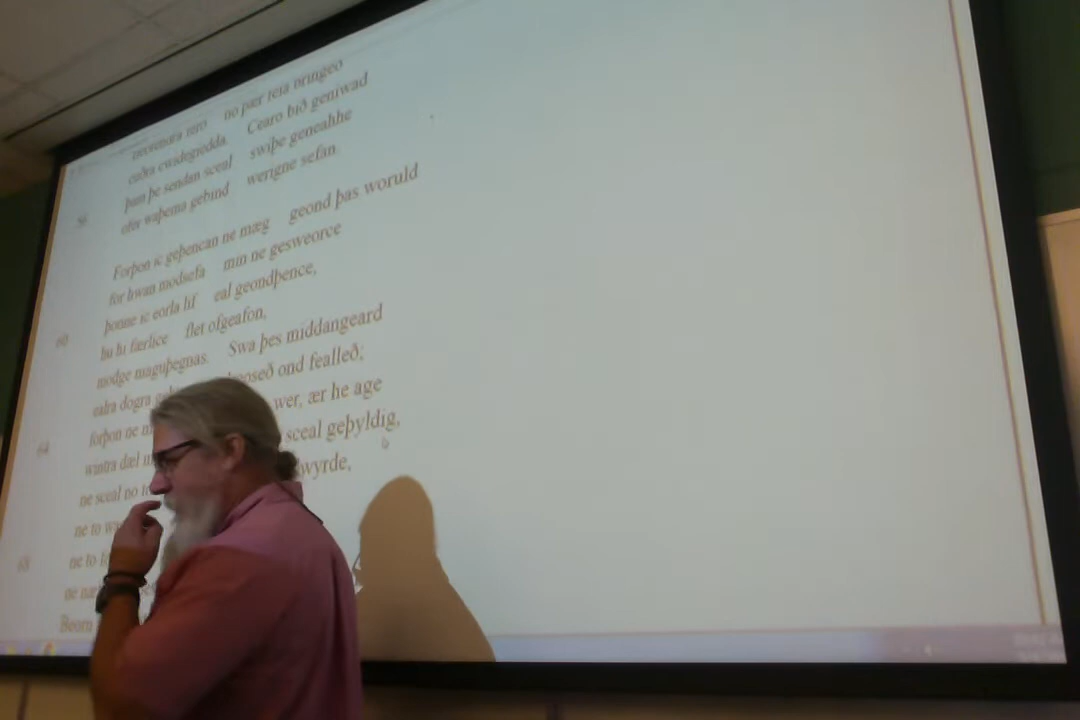 no þær fela bringeð
cuðra cwidegiedda. Cearo bið geniwad
þam þe sendan sceal swiþe geneahhe
56 ofer waþema gebind werigne sefan.
Forþon ic geþencan ne mæg geond þas woruld
for hwan modsefa min ne gesweorce
þonne ic eorla lif eal geondþence,
60 hu hi færlice flet ofgeafon,
modge maguþegnas. Swa þes middangeard
ealra dogra ond fealleð;
forþon ne wer, ær he age
64 wintra dæl sceal geþyldig,
ne sceal no to
ne to
68 ne to
ne
Beorn